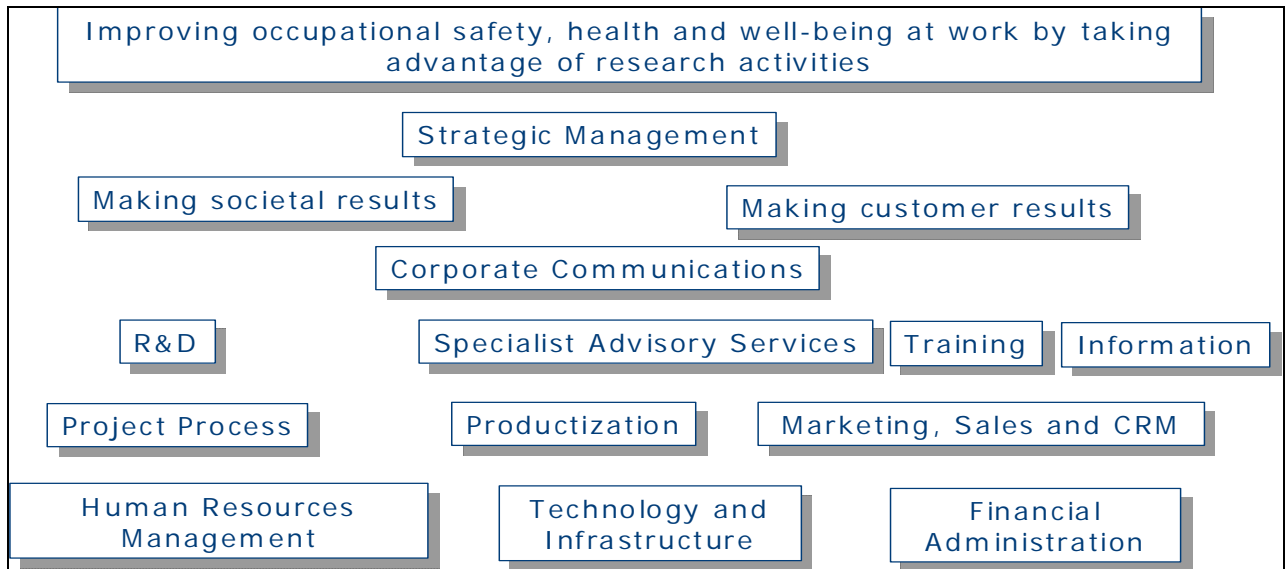 Improving occupational safety, health and well-being at work by taking
advantage of research activities
Strategic Management
Making societal results
Making customer results
Corporate Communications
R&D
Specialist Advisory Services
Training
Information
Project Process
Productization
Marketing, Sales and CRM
Human Resources
Management
Technology and
Infrastructure
Financial
Administration